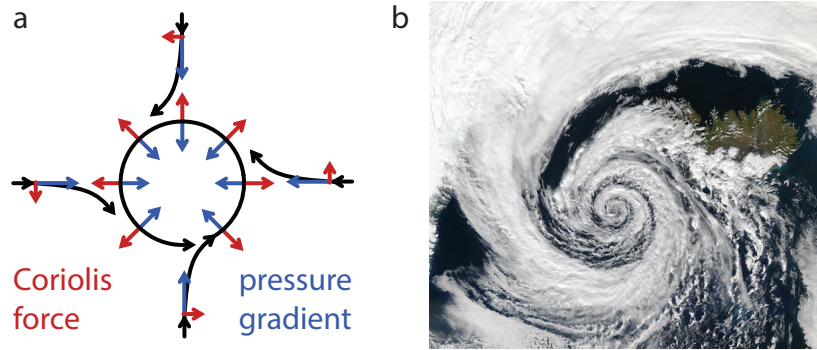 a
b
Coriolis
force
pressure
gradient